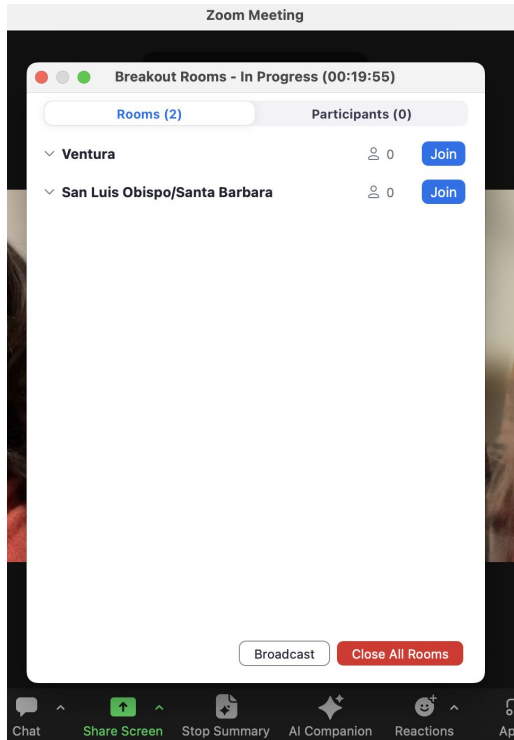 Zoom Meeting
Breakout Rooms - In Progress (00:19:55)
Rooms (2) Participants (0)
Ventura 0 Join
San Luis Obispo/Santa Barbara 0 Join
Broadcast Close All Rooms
Chat Share Screen Stop Summary AI Companion Reactions